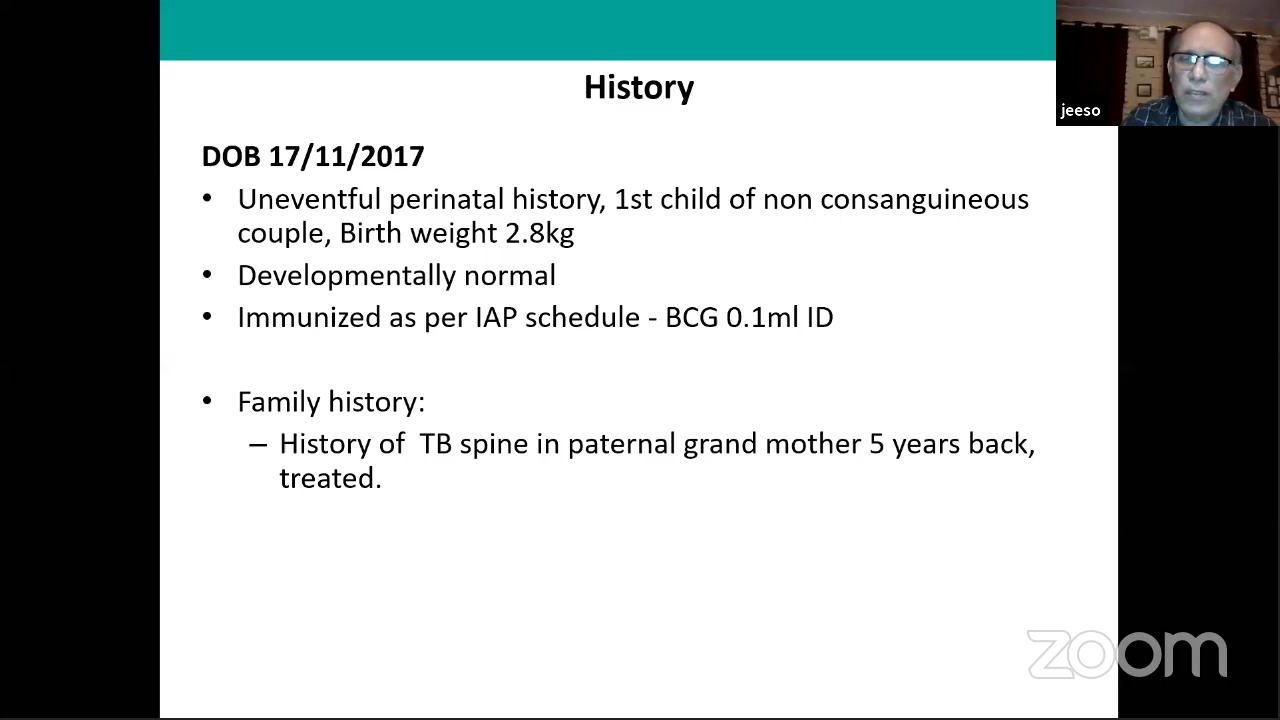 History
jeeso
DOB 17/11/2017
• Uneventful perinatal history, 1st child of non consanguineous
couple, Birth weight 2.8kg
• Developmentally normal
• Immunized as per IAP schedule - BCG 0.1ml ID
• Family history:
– History of TB spine in paternal grand mother 5 years back,
treated.
zoom